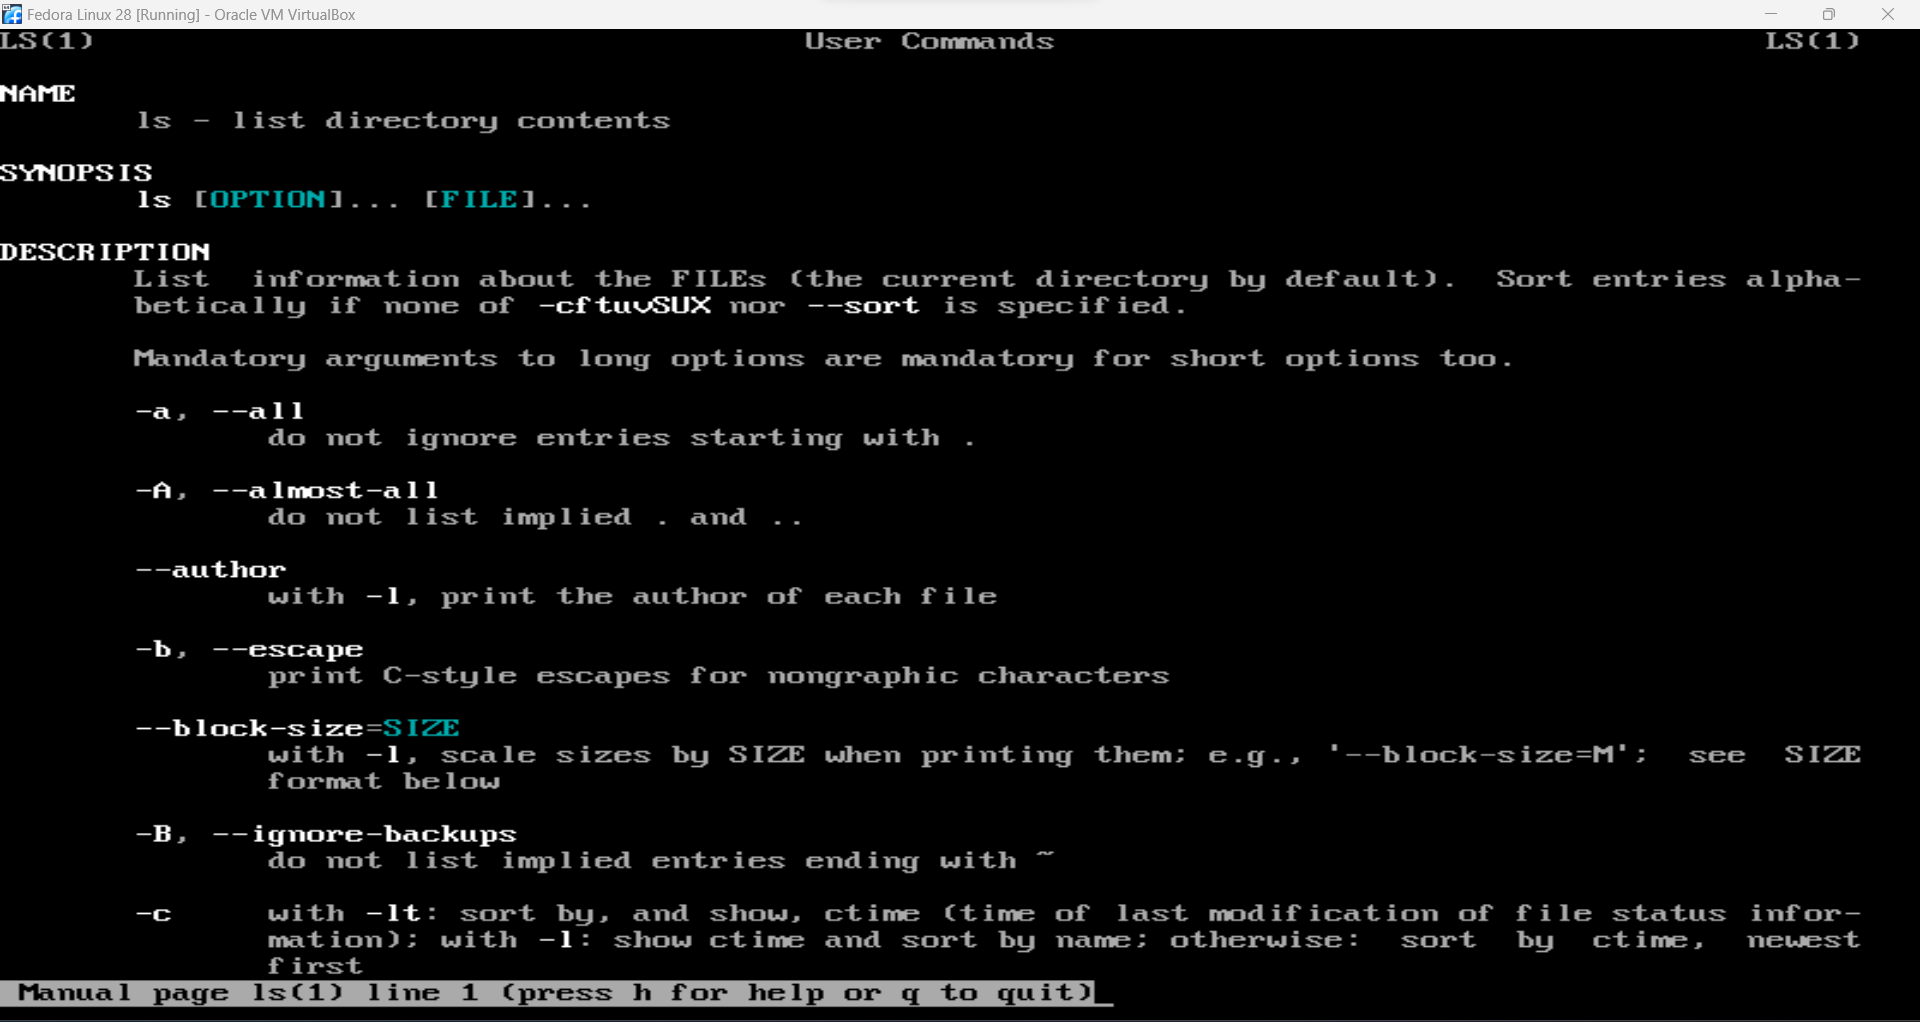 Fedora Linux 28 [Running] - Oracle VM VirtualBox
LS(1) User Commands LS(1)
NAME
ls - list directory contents
SYNOPSIS
ls [OPTION]... [FILE]...
DESCRIPTION
List information about the FILEs (the current directory by default). Sort entries alpha-
betically if none of -cftuvSUX nor --sort is specified.
Mandatory arguments to long options are mandatory for short options too.
-a, --all
do not ignore entries starting with .
-A, --almost-all
do not list implied . and ..
--author
with -l, print the author of each file
-b, --escape
print C-style escapes for nongraphic characters
--block-size=SIZE
with -l, scale sizes by SIZE when printing them; e.g., '--block-size=M'; see SIZE
format below
-B, --ignore-backups
do not list implied entries ending with ~
-c with -lt: sort by, and show, ctime (time of last modification of file status infor-
mation); with -l: show ctime and sort by name; otherwise: sort by ctime, newest
first
Manual page ls(1) line 1 (press h for help or q to quit)